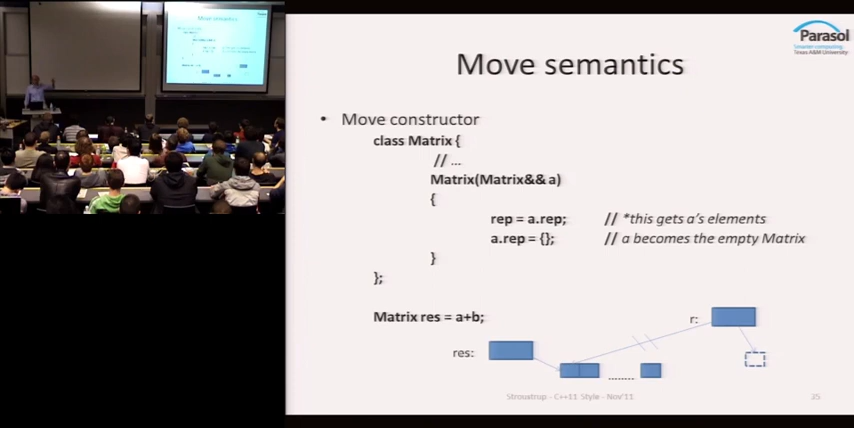 Parasol
Smarter computing.
Texas A&M University
Move semantics
• Move constructor
class Matrix {
// ...
Matrix(Matrix&& a)
{
rep = a.rep; // *this gets a's elements
a.rep = {}; // a becomes the empty Matrix
}
};
Matrix res = a+b;
r:
res:
........
Stroustrup - C++11 Style - Nov'11
35